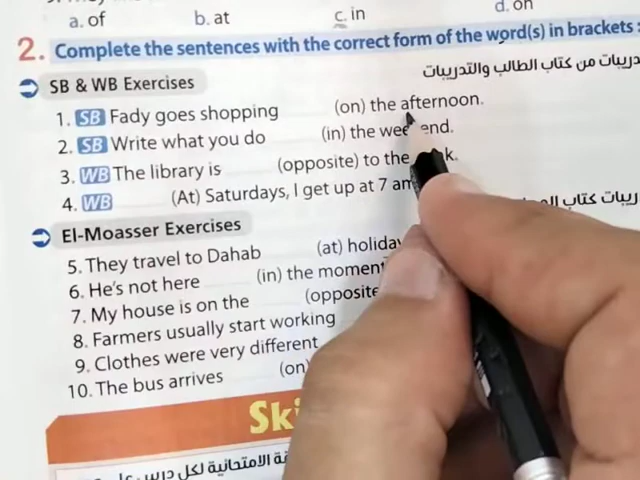 a. of b. at c. in d. on
2. Complete the sentences with the correct form of the word(s) in brackets :
تدريبات من كتاب الطالب والتدريبات
SB & WB Exercises
1. SB Fady goes shopping (on) the afternoon.
2. SB Write what you do (in) the weekend.
3. WB The library is (opposite) to the
4. WB (At) Saturdays, I get up at 7 am
El-Moasser Exercises
5. They travel to Dahab (at) holiday
6. He's not here (in) the moment
7. My house is on the (opposite
8. Farmers usually start working
9. Clothes were very different
10. The bus arrives (on)
Ski